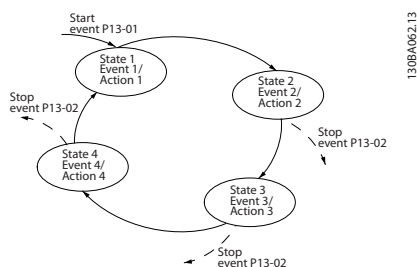 Start
event P13-01
130BA062.13
State 1
Event 1/
Action 1
State 2
Event 2/
Action 2
Stop
event P13-02
Stop
event P13-02
State 4
Event 4/
Action 4
State 3
Event 3/
Action 3
Stop
event P13-02